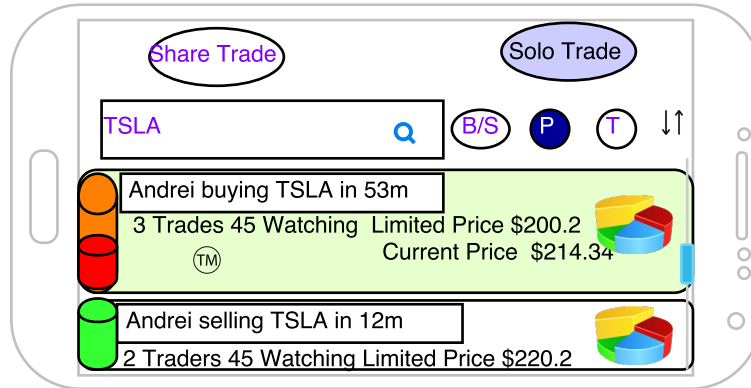 Share Trade
Solo Trade
TSLA
B/S
P
T
Andrei buying TSLA in 53m
3 Trades 45 Watching Limited Price $200.2
TM
Current Price $214.34
Andrei selling TSLA in 12m
2 Traders 45 Watching Limited Price $220.2